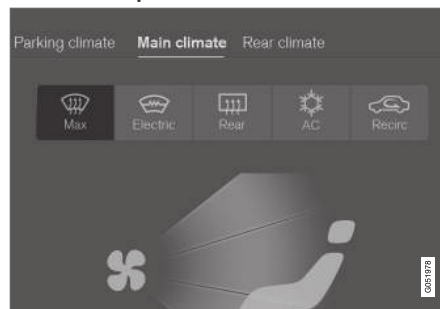 Parking climate Main climate Rear climate
Max Electric Rear AC Recirc
G051978